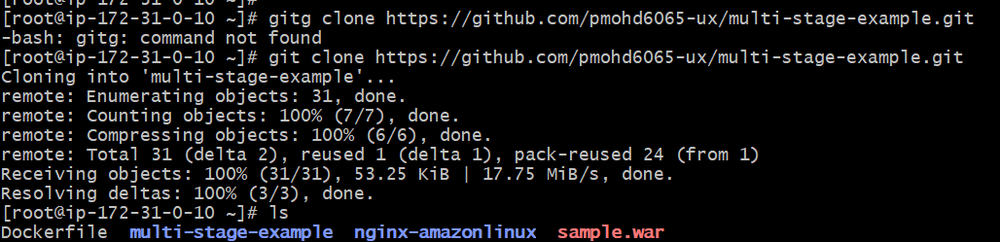 [root@ip-172-31-0-10 ~]# gitg clone https://github.com/pmohd6065-ux/multi-stage-example.git
-bash: gitg: command not found
[root@ip-172-31-0-10 ~]# git clone https://github.com/pmohd6065-ux/multi-stage-example.git
Cloning into 'multi-stage-example'...
remote: Enumerating objects: 31, done.
remote: Counting objects: 100% (7/7), done.
remote: Compressing objects: 100% (6/6), done.
remote: Total 31 (delta 2), reused 1 (delta 1), pack-reused 24 (from 1)
Receiving objects: 100% (31/31), 53.25 KiB | 17.75 MiB/s, done.
Resolving deltas: 100% (3/3), done.
[root@ip-172-31-0-10 ~]# ls
Dockerfile  multi-stage-example  nginx-amazonlinux  sample.war